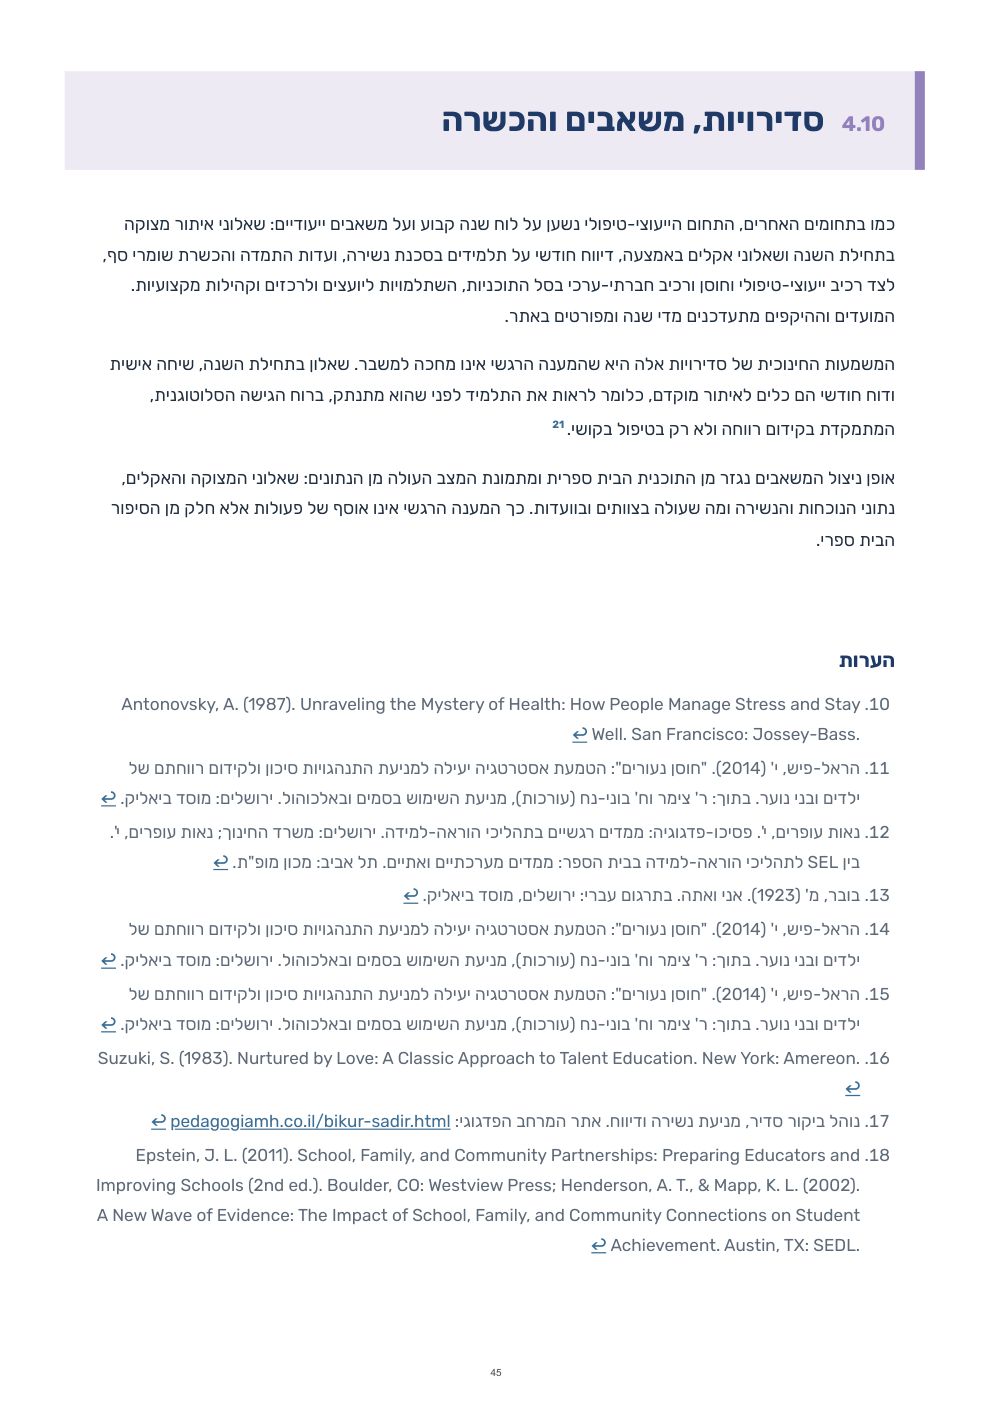 4.10 סדירויות, משאבים והכשרה
כמו בתחומים האחרים, התחום הייעוצי-טיפולי נשען על לוח שנה קבוע ועל משאבים ייעודיים: שאלוני איתור מצוקה
בתחילת השנה ושאלוני אקלים באמצעה, דיווח חודשי על תלמידים בסכנת נשירה, ועדות התמדה והכשרת שומרי סף,
לצד רכיב ייעוצי-טיפולי וחוסן ורכיב חברתי-ערכי בסל התוכניות, השתלמויות ליועצים ולרכזים וקהילות מקצועיות.
המועדים וההיקפים מתעדכנים מדי שנה ומפורטים באתר.
המשמעות החינוכית של סדירויות אלה היא שהמענה הרגשי אינו מחכה למשבר. שאלון בתחילת השנה, שיחה אישית
ודוח חודשי הם כלים לאיתור מוקדם, כלומר לראות את התלמיד לפני שהוא מתנתק, ברוח הגישה הסלוטוגנית,
המתמקדת בקידום רווחה ולא רק בטיפול בקושי. 21
אופן ניצול המשאבים נגזר מן התוכנית הבית ספרית ומתמונת המצב העולה מן הנתונים: שאלוני המצוקה והאקלים,
נתוני הנוכחות והנשירה ומה שעולה בצוותים ובוועדות. כך המענה הרגשי אינו אוסף של פעולות אלא חלק מן הסיפור
הבית ספרי.
הערות
10. Antonovsky, A. (1987). Unraveling the Mystery of Health: How People Manage Stress and Stay
Well. San Francisco: Jossey-Bass. ↩
11. הראל-פיש, י' (2014). "חוסן נעורים": הטמעת אסטרטגיה יעילה למניעת התנהגויות סיכון ולקידום רווחתם של
ילדים ובני נוער. בתוך: ר' צימר וח' בוני-נח (עורכות), מניעת השימוש בסמים ובאלכוהול. ירושלים: מוסד ביאליק. ↩
12. נאות עופרים, י'. פסיכו-פדגוגיה: ממדים רגשיים בתהליכי הוראה-למידה. ירושלים: משרד החינוך; נאות עופרים, י'.
בין SEL לתהליכי הוראה-למידה בבית הספר: ממדים מערכתיים ואתיים. תל אביב: מכון מופ"ת. ↩
13. בובר, מ' (1923). אני ואתה. בתרגום עברי: ירושלים, מוסד ביאליק. ↩
14. הראל-פיש, י' (2014). "חוסן נעורים": הטמעת אסטרטגיה יעילה למניעת התנהגויות סיכון ולקידום רווחתם של
ילדים ובני נוער. בתוך: ר' צימר וח' בוני-נח (עורכות), מניעת השימוש בסמים ובאלכוהול. ירושלים: מוסד ביאליק. ↩
15. הראל-פיש, י' (2014). "חוסן נעורים": הטמעת אסטרטגיה יעילה למניעת התנהגויות סיכון ולקידום רווחתם של
ילדים ובני נוער. בתוך: ר' צימר וח' בוני-נח (עורכות), מניעת השימוש בסמים ובאלכוהול. ירושלים: מוסד ביאליק. ↩
16. Suzuki, S. (1983). Nurtured by Love: A Classic Approach to Talent Education. New York: Amereon.
↩
17. נוהל ביקור סדיר, מניעת נשירה ודיווח. אתר המרחב הפדגוגי: pedagogiamh.co.il/bikur-sadir.html ↩
18. Epstein, J. L. (2011). School, Family, and Community Partnerships: Preparing Educators and
Improving Schools (2nd ed.). Boulder, CO: Westview Press; Henderson, A. T., & Mapp, K. L. (2002).
A New Wave of Evidence: The Impact of School, Family, and Community Connections on Student
Achievement. Austin, TX: SEDL. ↩
45